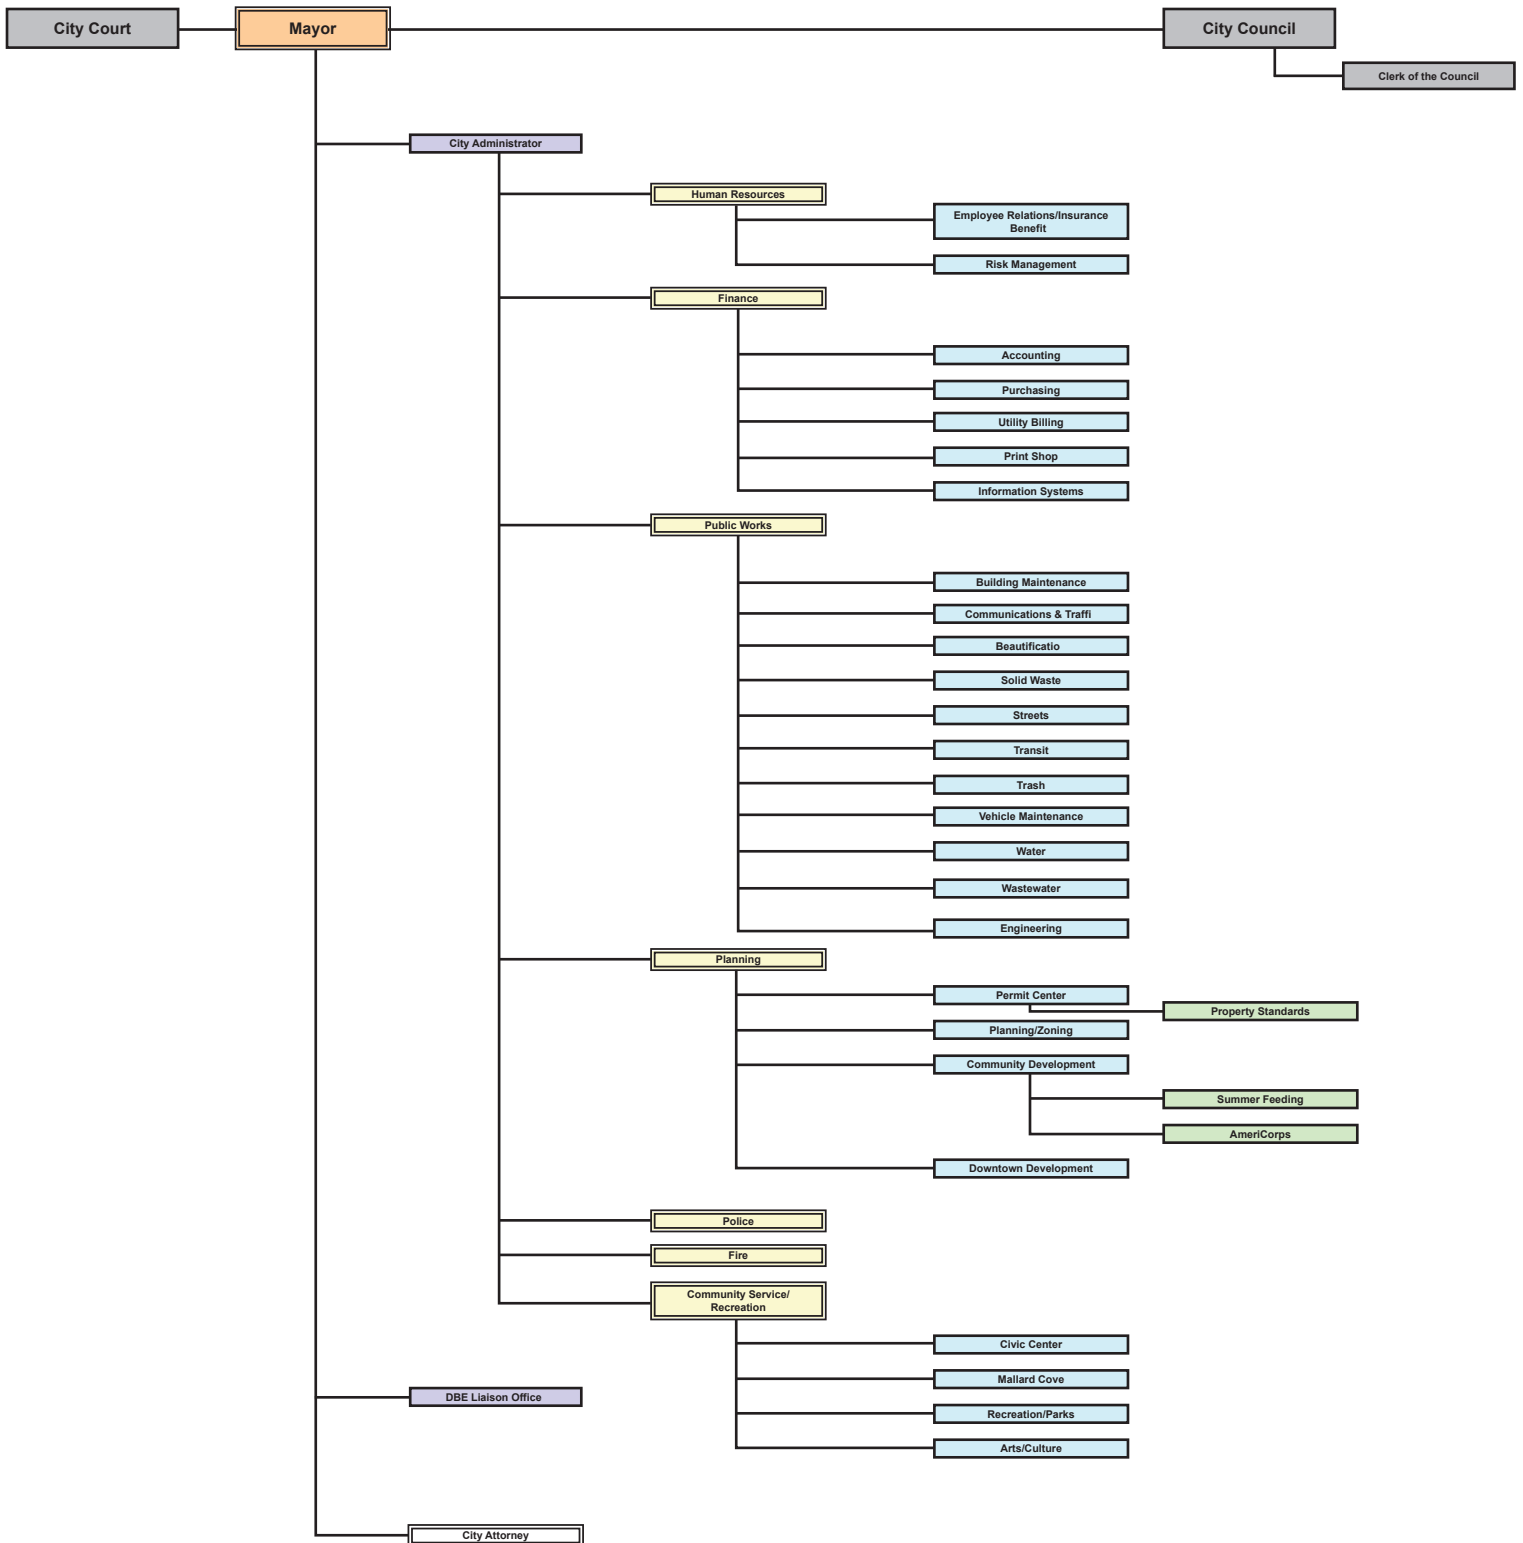 City Court
Mayor
City Council
Clerk of the Council
City Administrator
Human Resources
Employee Relations/Insurance
Benefit
Risk Management
Finance
Accounting
Purchasing
Utility Billing
Print Shop
Information Systems
Public Works
Building Maintenance
Communications & Traffi
Beautificatio
Solid Waste
Streets
Transit
Trash
Vehicle Maintenance
Water
Wastewater
Engineering
Planning
Permit Center
Property Standards
Planning/Zoning
Community Development
Summer Feeding
AmeriCorps
Downtown Development
Police
Fire
Community Service/
Recreation
Civic Center
Mallard Cove
DBE Liaison Office
Recreation/Parks
Arts/Culture
City Attorney